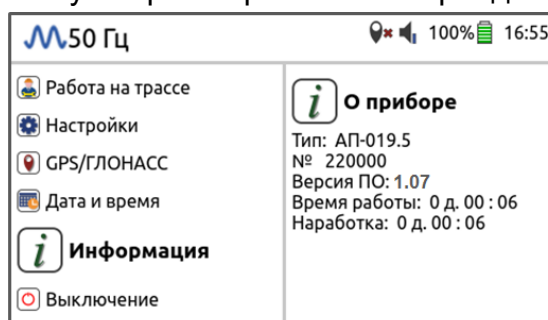 50 Гц
100% 16:55
Работа на трассе
Настройки
GPS/ГЛОНАСС
Дата и время
Информация
Выключение
О приборе
Тип: АП-019.5
№ 220000
Версия ПО: 1.07
Время работы: 0 д. 00 : 06
Наработка: 0 д. 00 : 06